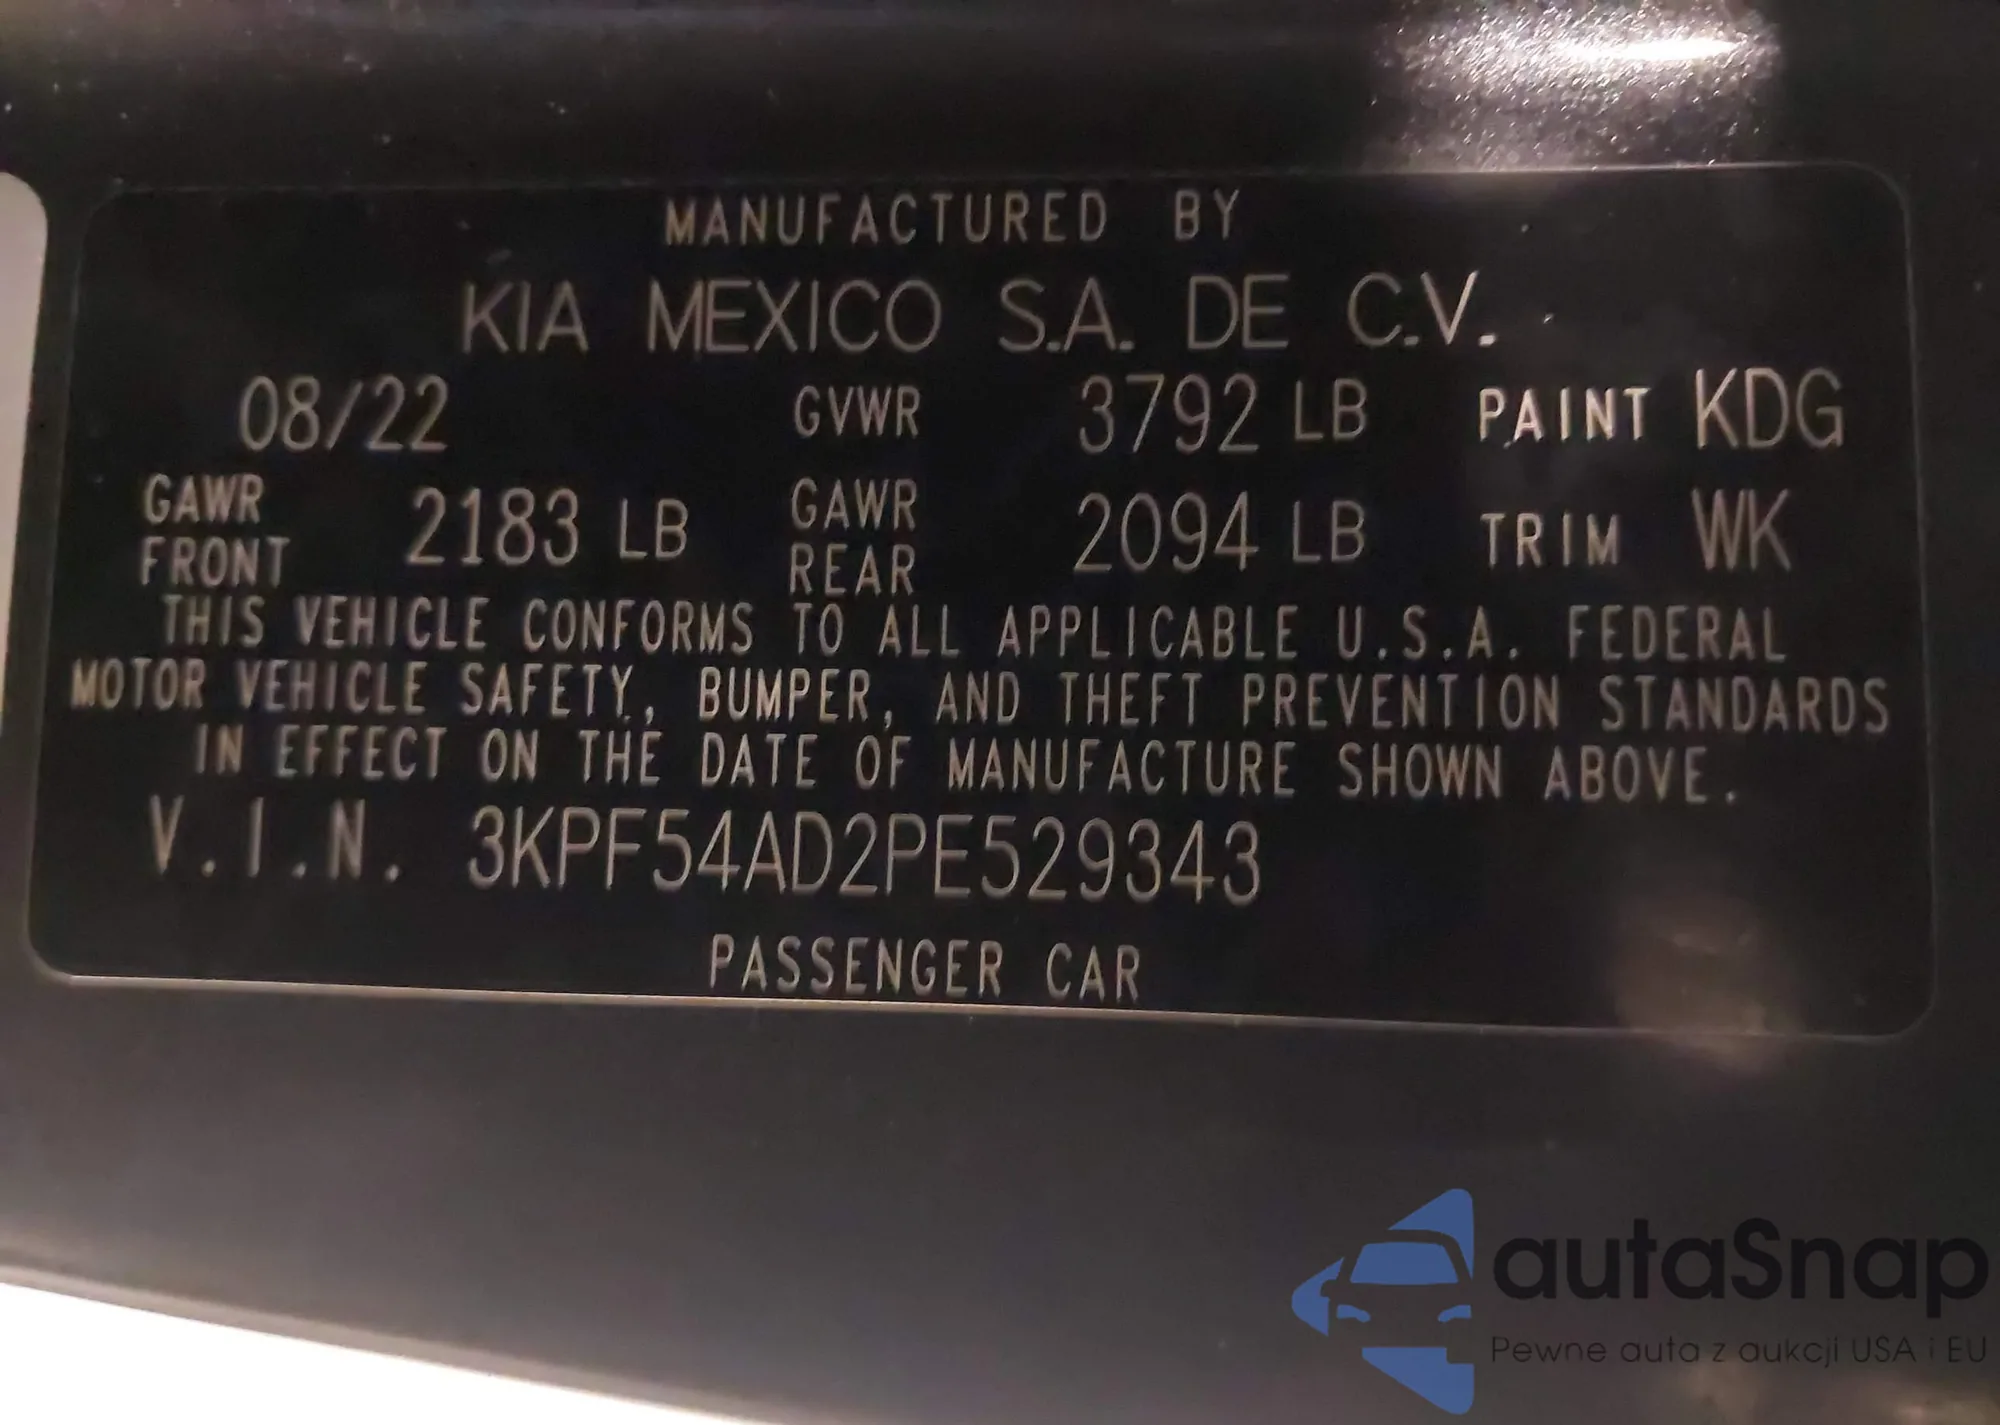 MANUFACTURED BY
KIA MEXICO S.A. DE C.V.
08/22 GVWR 3792 LB PAINT KDG
GAWR FRONT 2183 LB GAWR REAR 2094 LB TRIM WK
THIS VEHICLE CONFORMS TO ALL APPLICABLE U.S.A. FEDERAL
MOTOR VEHICLE SAFETY, BUMPER, AND THEFT PREVENTION STANDARDS
IN EFFECT ON THE DATE OF MANUFACTURE SHOWN ABOVE.
V.I.N. 3KPF54AD2PE529343
PASSENGER CAR
autaSnap
Pewne auta z aukcji USA i EU